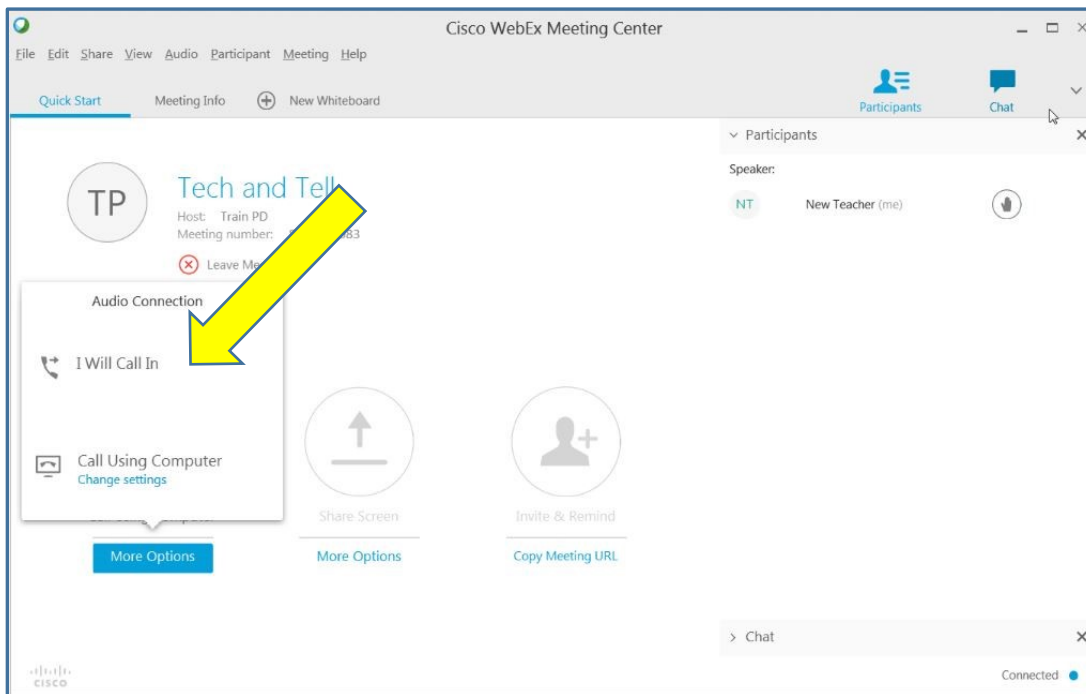 Cisco WebEx Meeting Center
File Edit Share View Audio Participant Meeting Help
Quick Start Meeting Info New Whiteboard
Participants Chat
Participants
Speaker:
NT New Teacher (me)
TP
Tech and Tell
Host: Train PD
Meeting number: 83
Leave
Audio Connection
I Will Call In
Call Using Computer
Change settings
Share Screen Invite & Remind
More Options More Options Copy Meeting URL
Chat
cisco
Connected